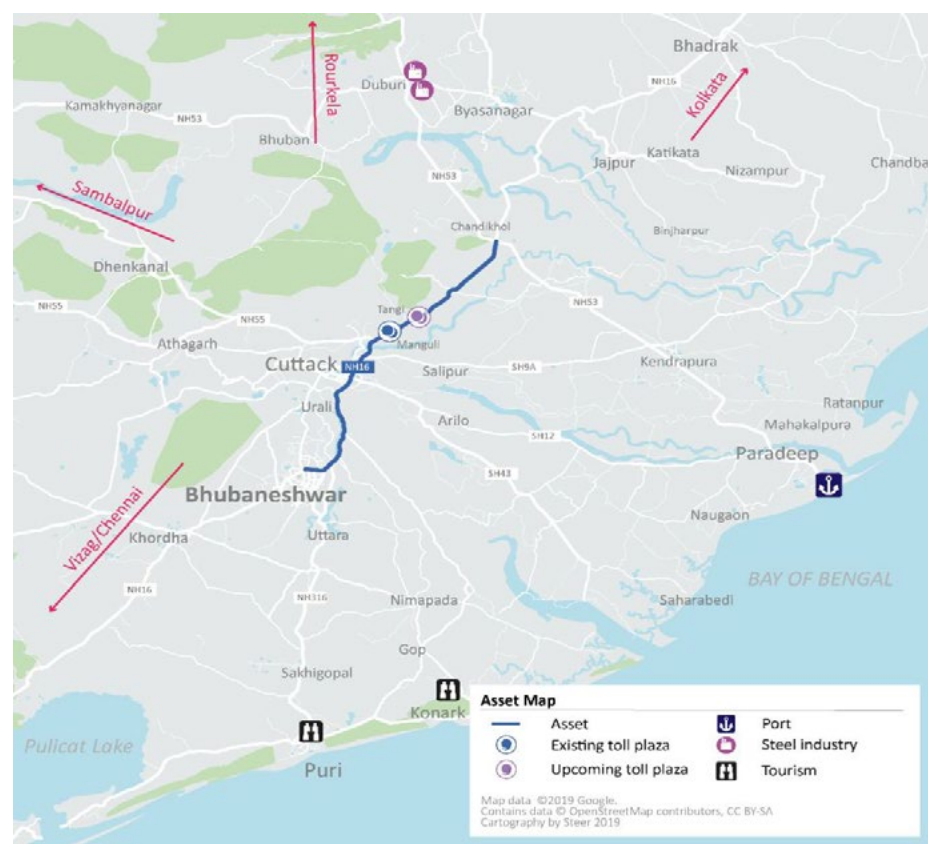 Bhadrak
Rourkela
Duburi
NH16
Kolkata
Kamakhyanagar
NH53
Byasanagar
Bhuban
Jajpur
Katikata
Nizampur
Chandba
NH53
Sambalpur
Chandikhol
Binjharpur
Dhenkanal
NH55
NH55
NH53
Tangi
Athagarh
Manguli
Cuttack
NH16
Salipur
SH9A
Kendrapura
Urali
Arilo
SH12
Ratanpur
Mahakalpura
Paradeep
SH43
Bhubaneshwar
Naugaon
Vizag/Chennai
Khordha
Uttara
BAY OF BENGAL
NH16
NH316
Nimapada
Saharabedi
Gop
Sakhigopal
Konark
Pulicat Lake
Puri
Asset Map
Asset
Port
Existing toll plaza
Steel industry
Upcoming toll plaza
Tourism
Map data ©2019 Google.
Contains data © OpenStreetMap contributors, CC BY-SA
Cartography by Steer 2019